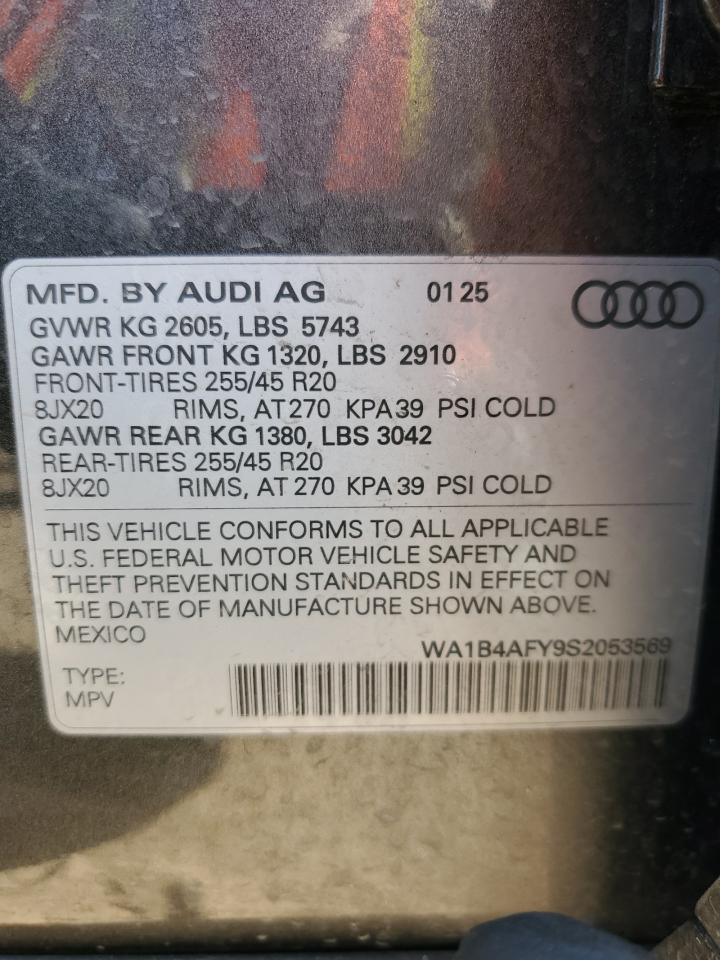 MFD. BY AUDI AG 01 25
GVWR KG 2605, LBS 5743
GAWR FRONT KG 1320, LBS 2910
FRONT-TIRES 255/45 R20
8JX20 RIMS, AT 270 KPA 39 PSI COLD
GAWR REAR KG 1380, LBS 3042
REAR-TIRES 255/45 R20
8JX20 RIMS, AT 270 KPA 39 PSI COLD
THIS VEHICLE CONFORMS TO ALL APPLICABLE
U.S. FEDERAL MOTOR VEHICLE SAFETY AND
THEFT PREVENTION STANDARDS IN EFFECT ON
THE DATE OF MANUFACTURE SHOWN ABOVE.
MEXICO
WA1B4AFY9S2053569
TYPE:
MPV